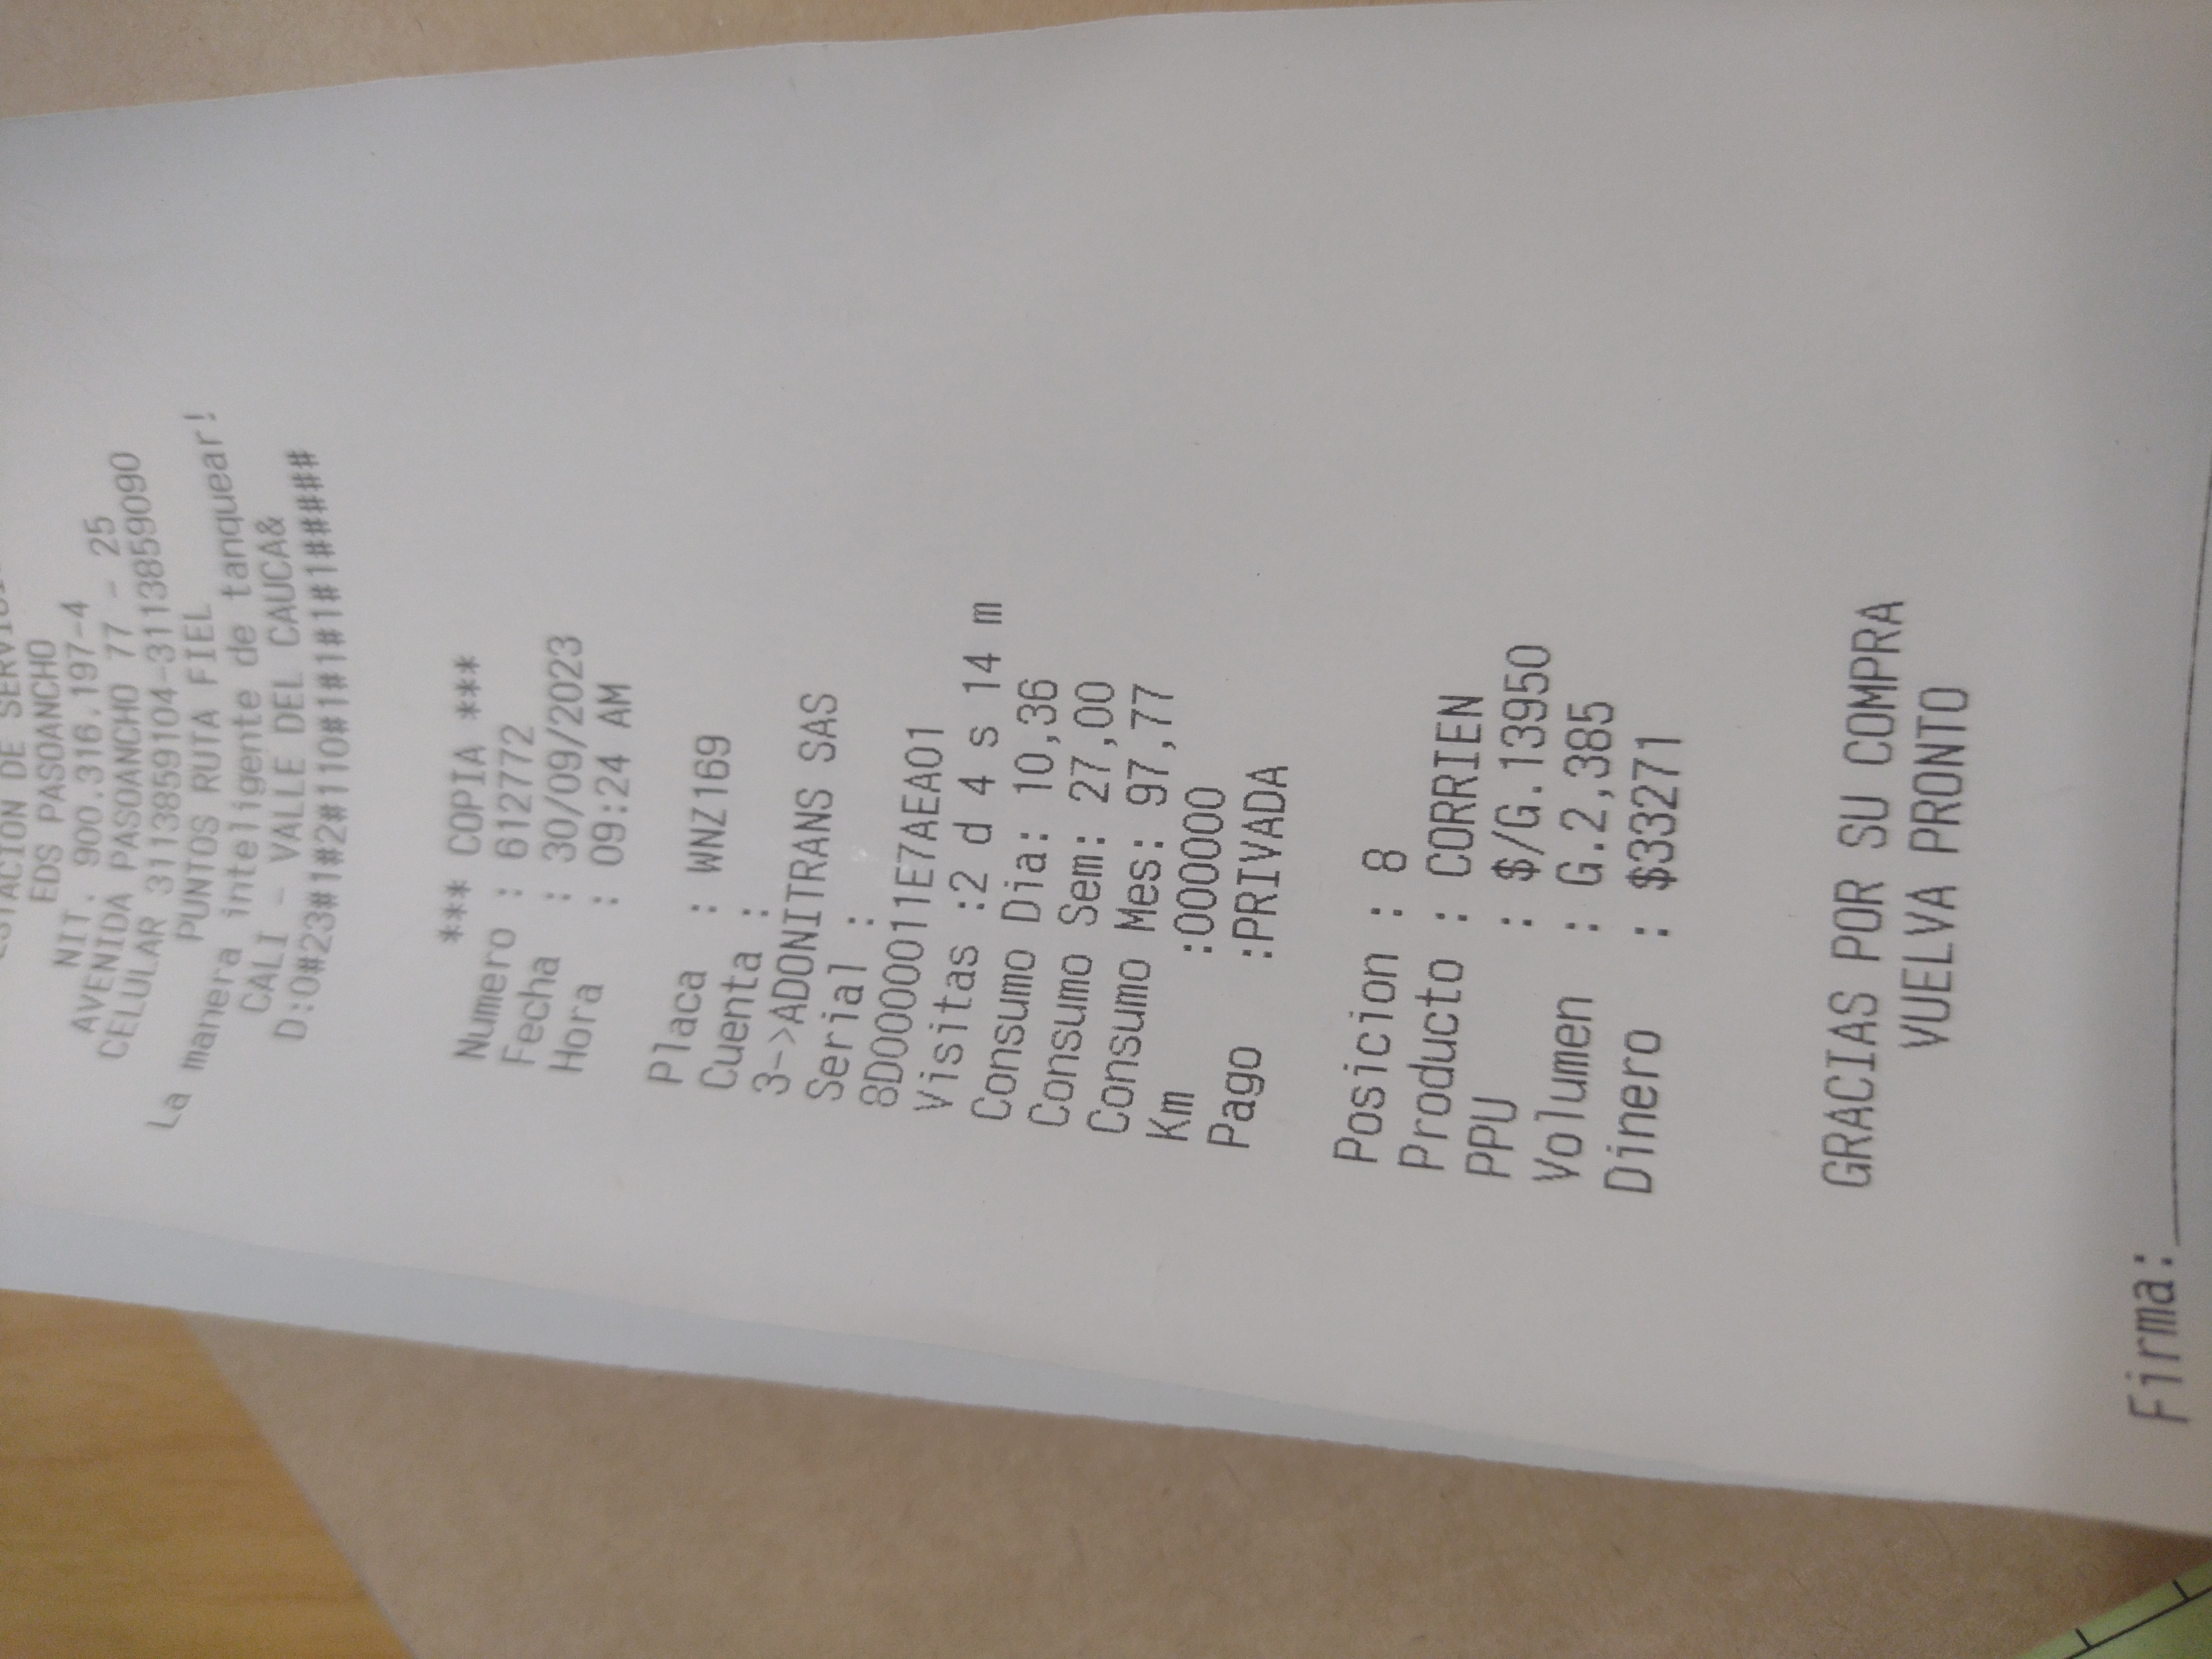 ESTACION DE
EDS PASOANCHO
NIT. 900.316.197-4
AVENIDA PASOANCHO 77 - 25
CELULAR 3113859104-3113859090
PUNTOS RUTA FIEL
La manera inteligente de tanquear!
CALI - VALLE DEL CAUCA&
D:0#23#1#2#110#1#1#1#1#1#####
*** COPIA ***
Numero : 612772
Fecha : 30/09/2023
Hora : 09:24 AM
Placa : WNZ169
Cuenta :
3->ADONITRANS SAS
Serial :
8D000011E7AEA01
Visitas :2 d 4 s 14 m
Consumo Dia: 10,36
Consumo Sem: 27,00
Consumo Mes: 97,77
Km :000000
Pago :PRIVADA
Posicion : 8
Producto : CORRIEN
PPU : $/G.13950
Volumen : G.2,385
Dinero : $33271
GRACIAS POR SU COMPRA
VUELVA PRONTO
Firma: